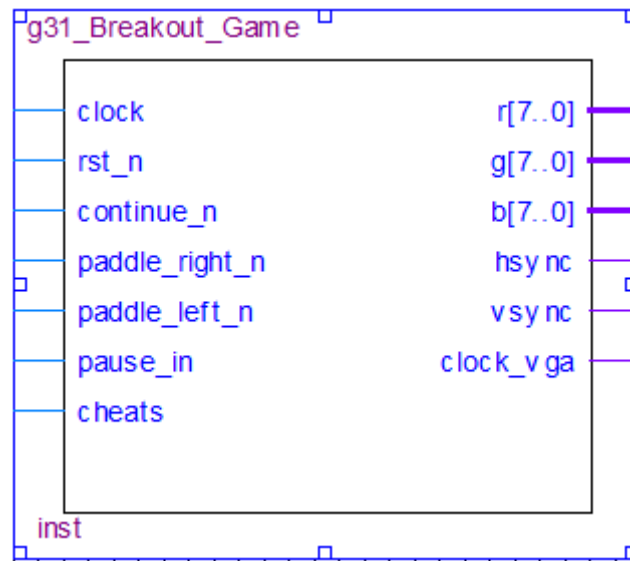 g31_Breakout_Game
clock
rst_n
continue_n
paddle_right_n
paddle_left_n
pause_in
cheats
r[7..0]
g[7..0]
b[7..0]
hsync
vsync
clock_vga
inst